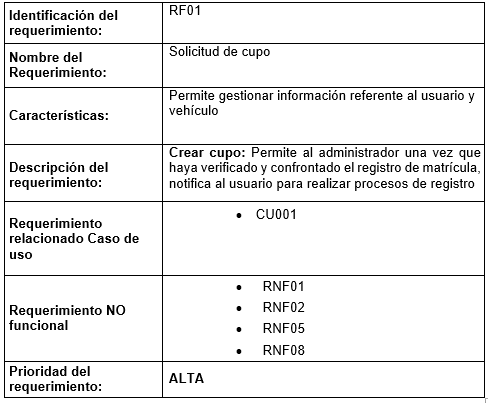 Identificación del
requerimiento:
RF01
Nombre del
Requerimiento:
Solicitud de cupo
Características:
Permite gestionar información referente al usuario y
vehículo
Descripción del
requerimiento:
Crear cupo: Permite al administrador una vez que
haya verificado y confrontado el registro de matrícula,
notifica al usuario para realizar procesos de registro
Requerimiento
relacionado Caso de
uso
• CU001
Requerimiento NO
funcional
• RNF01
• RNF02
• RNF05
• RNF08
Prioridad del
requerimiento:
ALTA